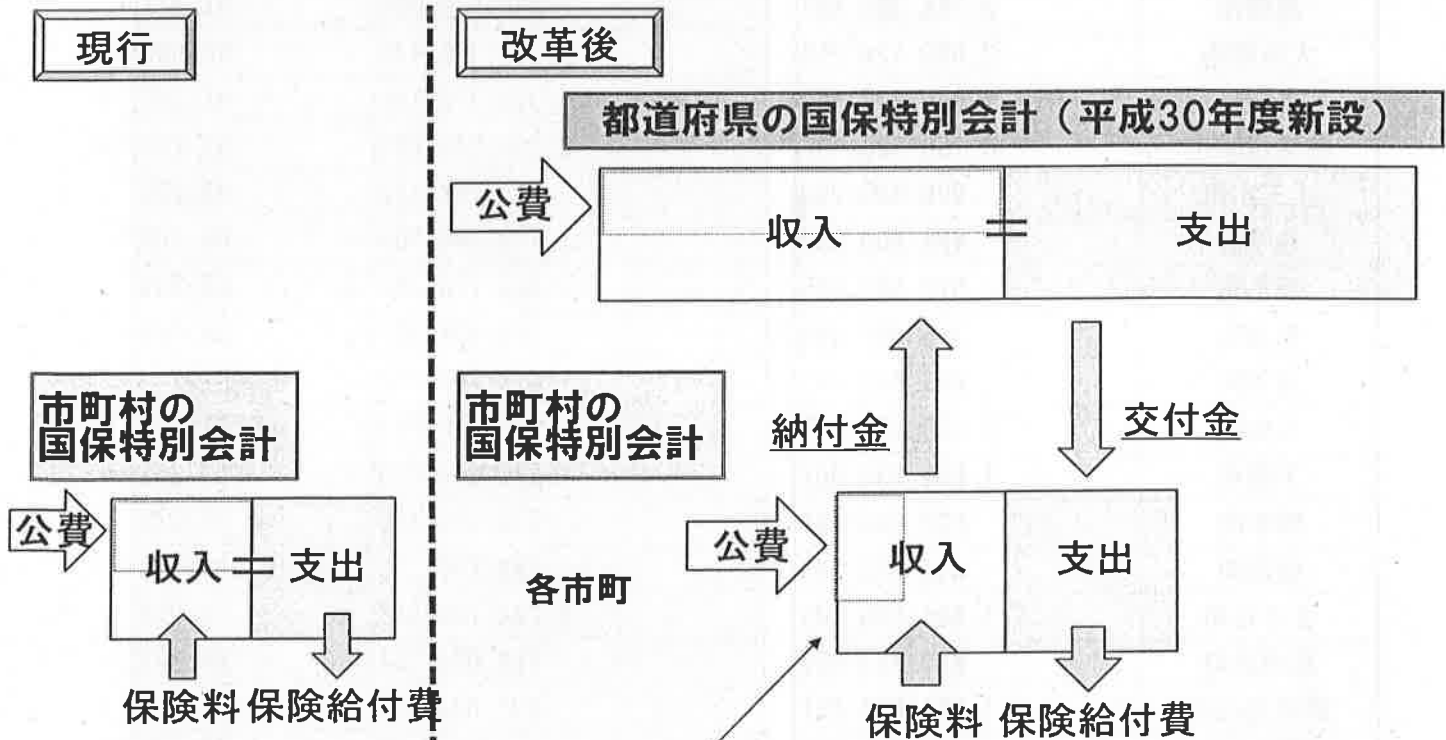 現行
市町村の
国保特別会計
公費
収入 = 支出
保険料 保険給付費
改革後
都道府県の国保特別会計（平成30年度新設）
公費
収入 = 支出
納付金
交付金
市町村の
国保特別会計
各市町
公費
収入 支出
保険料 保険給付費